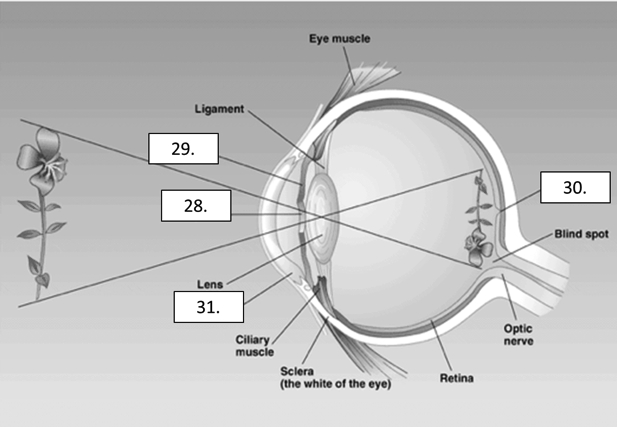 Eye muscle
Ligament
29.
28.
30.
Blind spot
Lens
31.
Ciliary
muscle
Optic
nerve
Sclera
(the white of the eye)
Retina